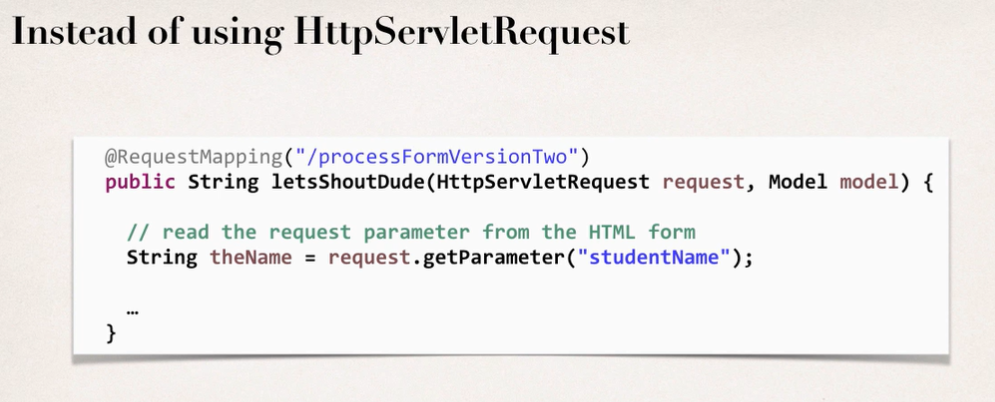 Instead of using HttpServletRequest
@RequestMapping("/processFormVersionTwo")
public String letsShoutDude(HttpServletRequest request, Model model) {
// read the request parameter from the HTML form
String theName = request.getParameter("studentName");
…
}